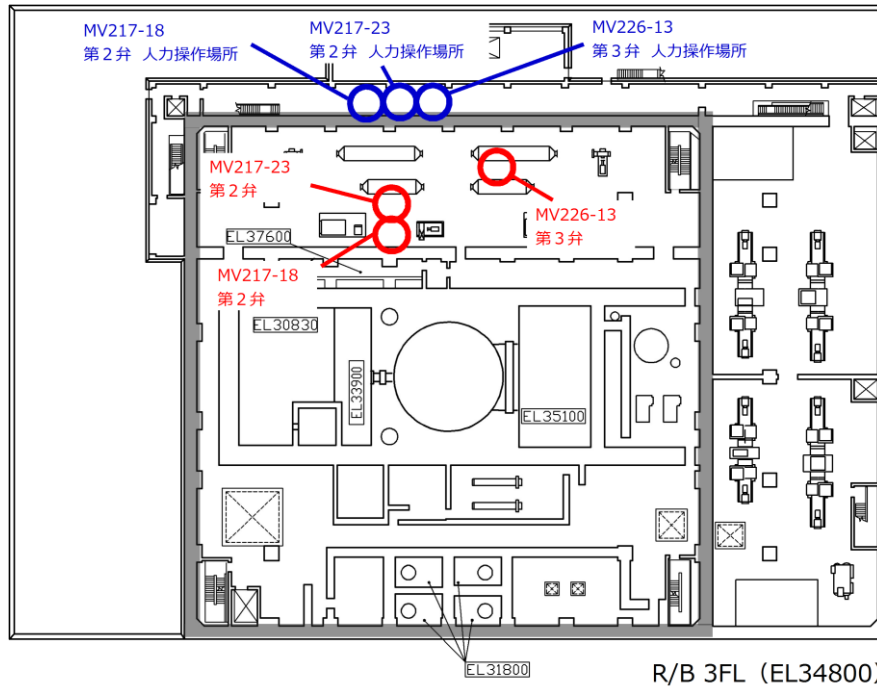 MV217-18
第２弁 人力操作場所
MV217-23
第２弁 人力操作場所
MV226-13
第３弁 人力操作場所
MV217-23
第２弁
MV226-13
第３弁
EL37600
MV217-18
第２弁
EL30830
EL33900
EL35100
EL31800
R/B 3FL（EL34800）